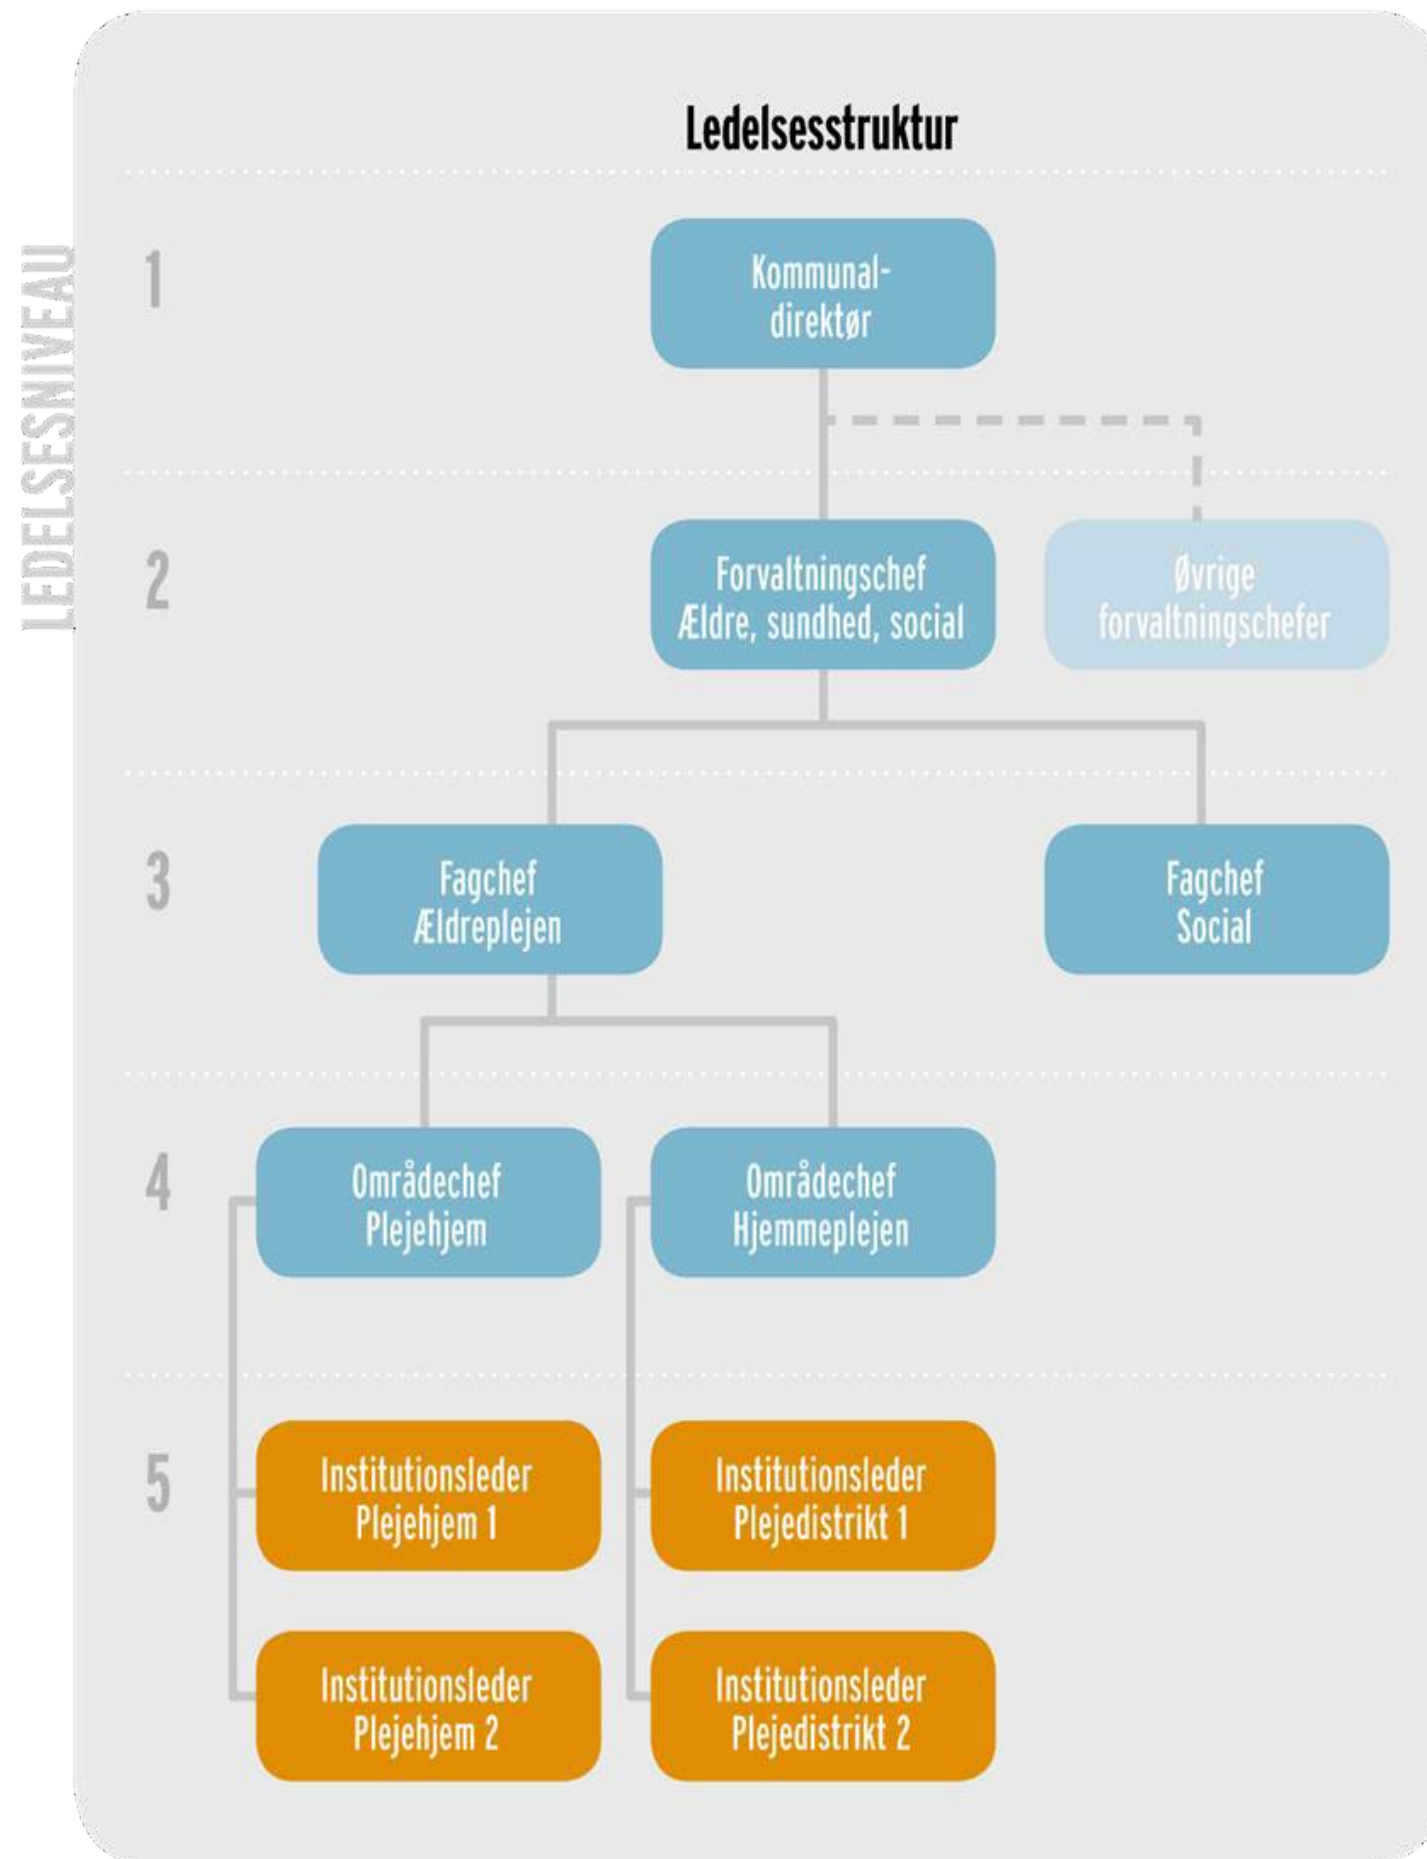 Ledelsesstruktur
LEDELSESNIVEAU
1
Kommunal-
direktør
2
Forvaltningschef
Ældre, sundhed, social
Øvrige
forvaltningschefer
3
Fagchef
Ældreplejen
Fagchef
Social
4
Områdechef
Plejehjem
Områdechef
Hjemmeplejen
5
Institutionsleder
Plejehjem 1
Institutionsleder
Plejedistrikt 1
Institutionsleder
Plejehjem 2
Institutionsleder
Plejedistrikt 2